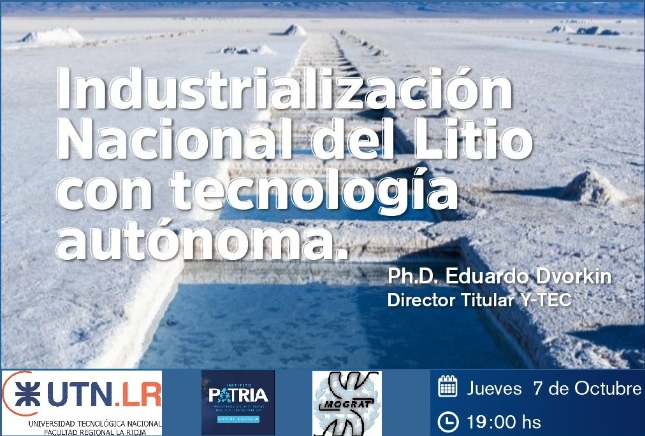 Industrialización
Nacional del Litio
con tecnología
autónoma.
Ph.D. Eduardo Dvorkin
Director Titular Y-TEC
UTN.LR
UNIVERSIDAD TECNOLÓGICA NACIONAL
FACULTAD REGIONAL LA RIOJA
INSTITUTO
PATRIA
MOGRAT
Jueves 7 de Octubre
19:00 hs